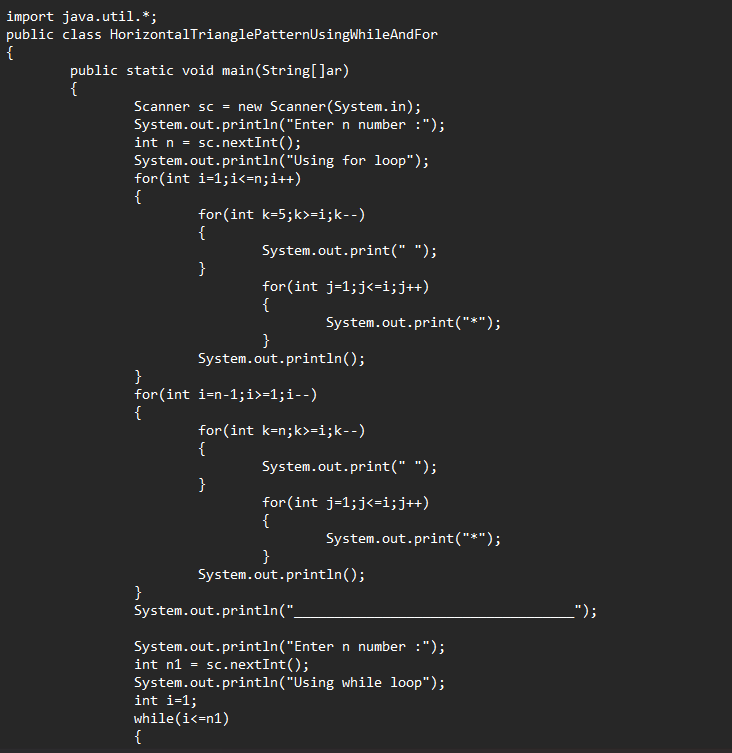 import java.util.*;
public class HorizontalTrianglePatternUsingWhileAndFor
{
public static void main(String[]ar)
{
Scanner sc = new Scanner(System.in);
System.out.println("Enter n number :");
int n = sc.nextInt();
System.out.println("Using for loop");
for(int i=1;i<=n;i++)
{
for(int k=5;k>=i;k--)
{
System.out.print(" ");
}
for(int j=1;j<=i;j++)
{
System.out.print("*");
}
System.out.println();
}
for(int i=n-1;i>=1;i--)
{
for(int k=n;k>=i;k--)
{
System.out.print(" ");
}
for(int j=1;j<=i;j++)
{
System.out.print("*");
}
System.out.println();
}
System.out.println("___________________________________");
System.out.println("Enter n number :");
int n1 = sc.nextInt();
System.out.println("Using while loop");
int i=1;
while(i<=n1)
{